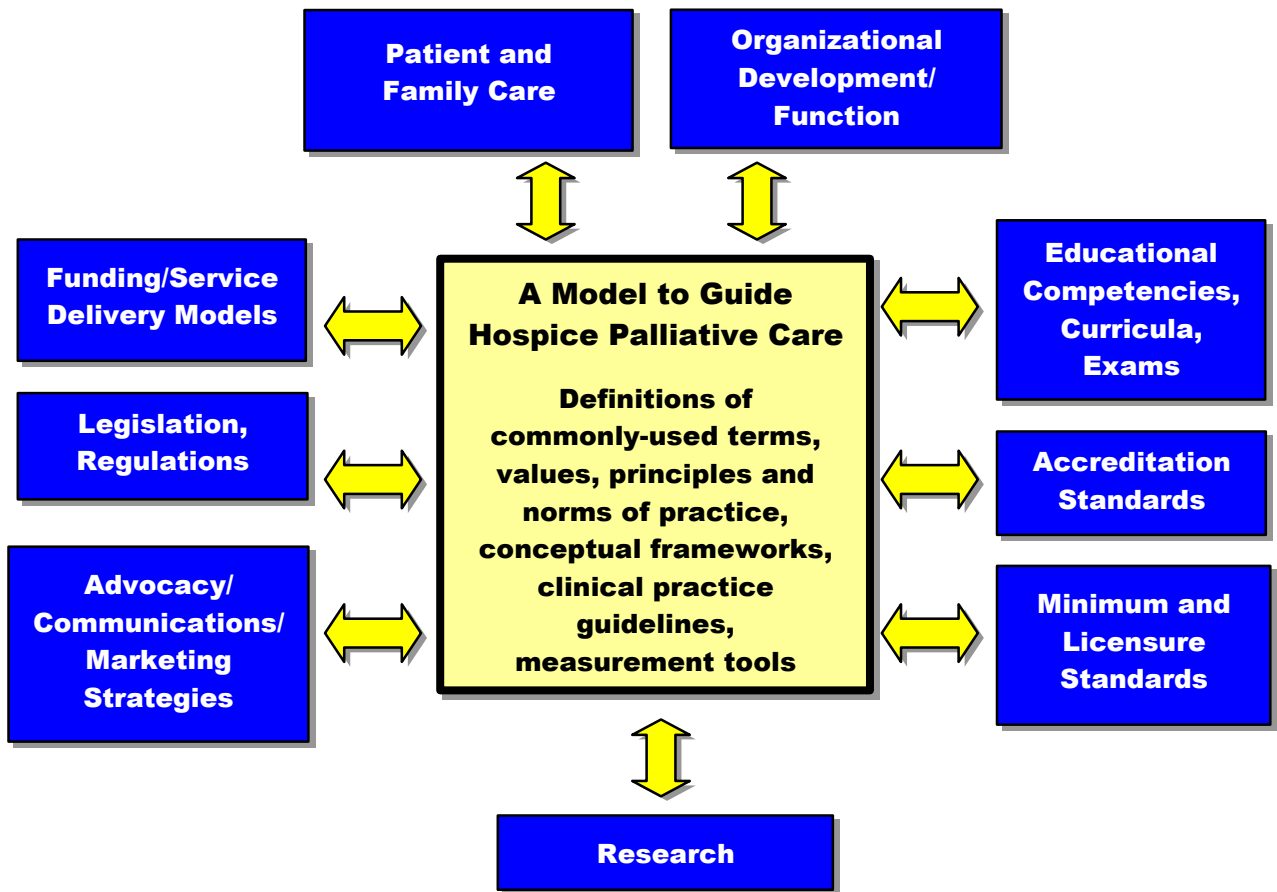 Patient and
Family Care
Organizational
Development/
Function
Funding/Service
Delivery Models
Legislation,
Regulations
Advocacy/
Communications/
Marketing
Strategies
A Model to Guide
Hospice Palliative Care
Definitions of
commonly-used terms,
values, principles and
norms of practice,
conceptual frameworks,
clinical practice
guidelines,
measurement tools
Educational
Competencies,
Curricula,
Exams
Accreditation
Standards
Minimum and
Licensure
Standards
Research